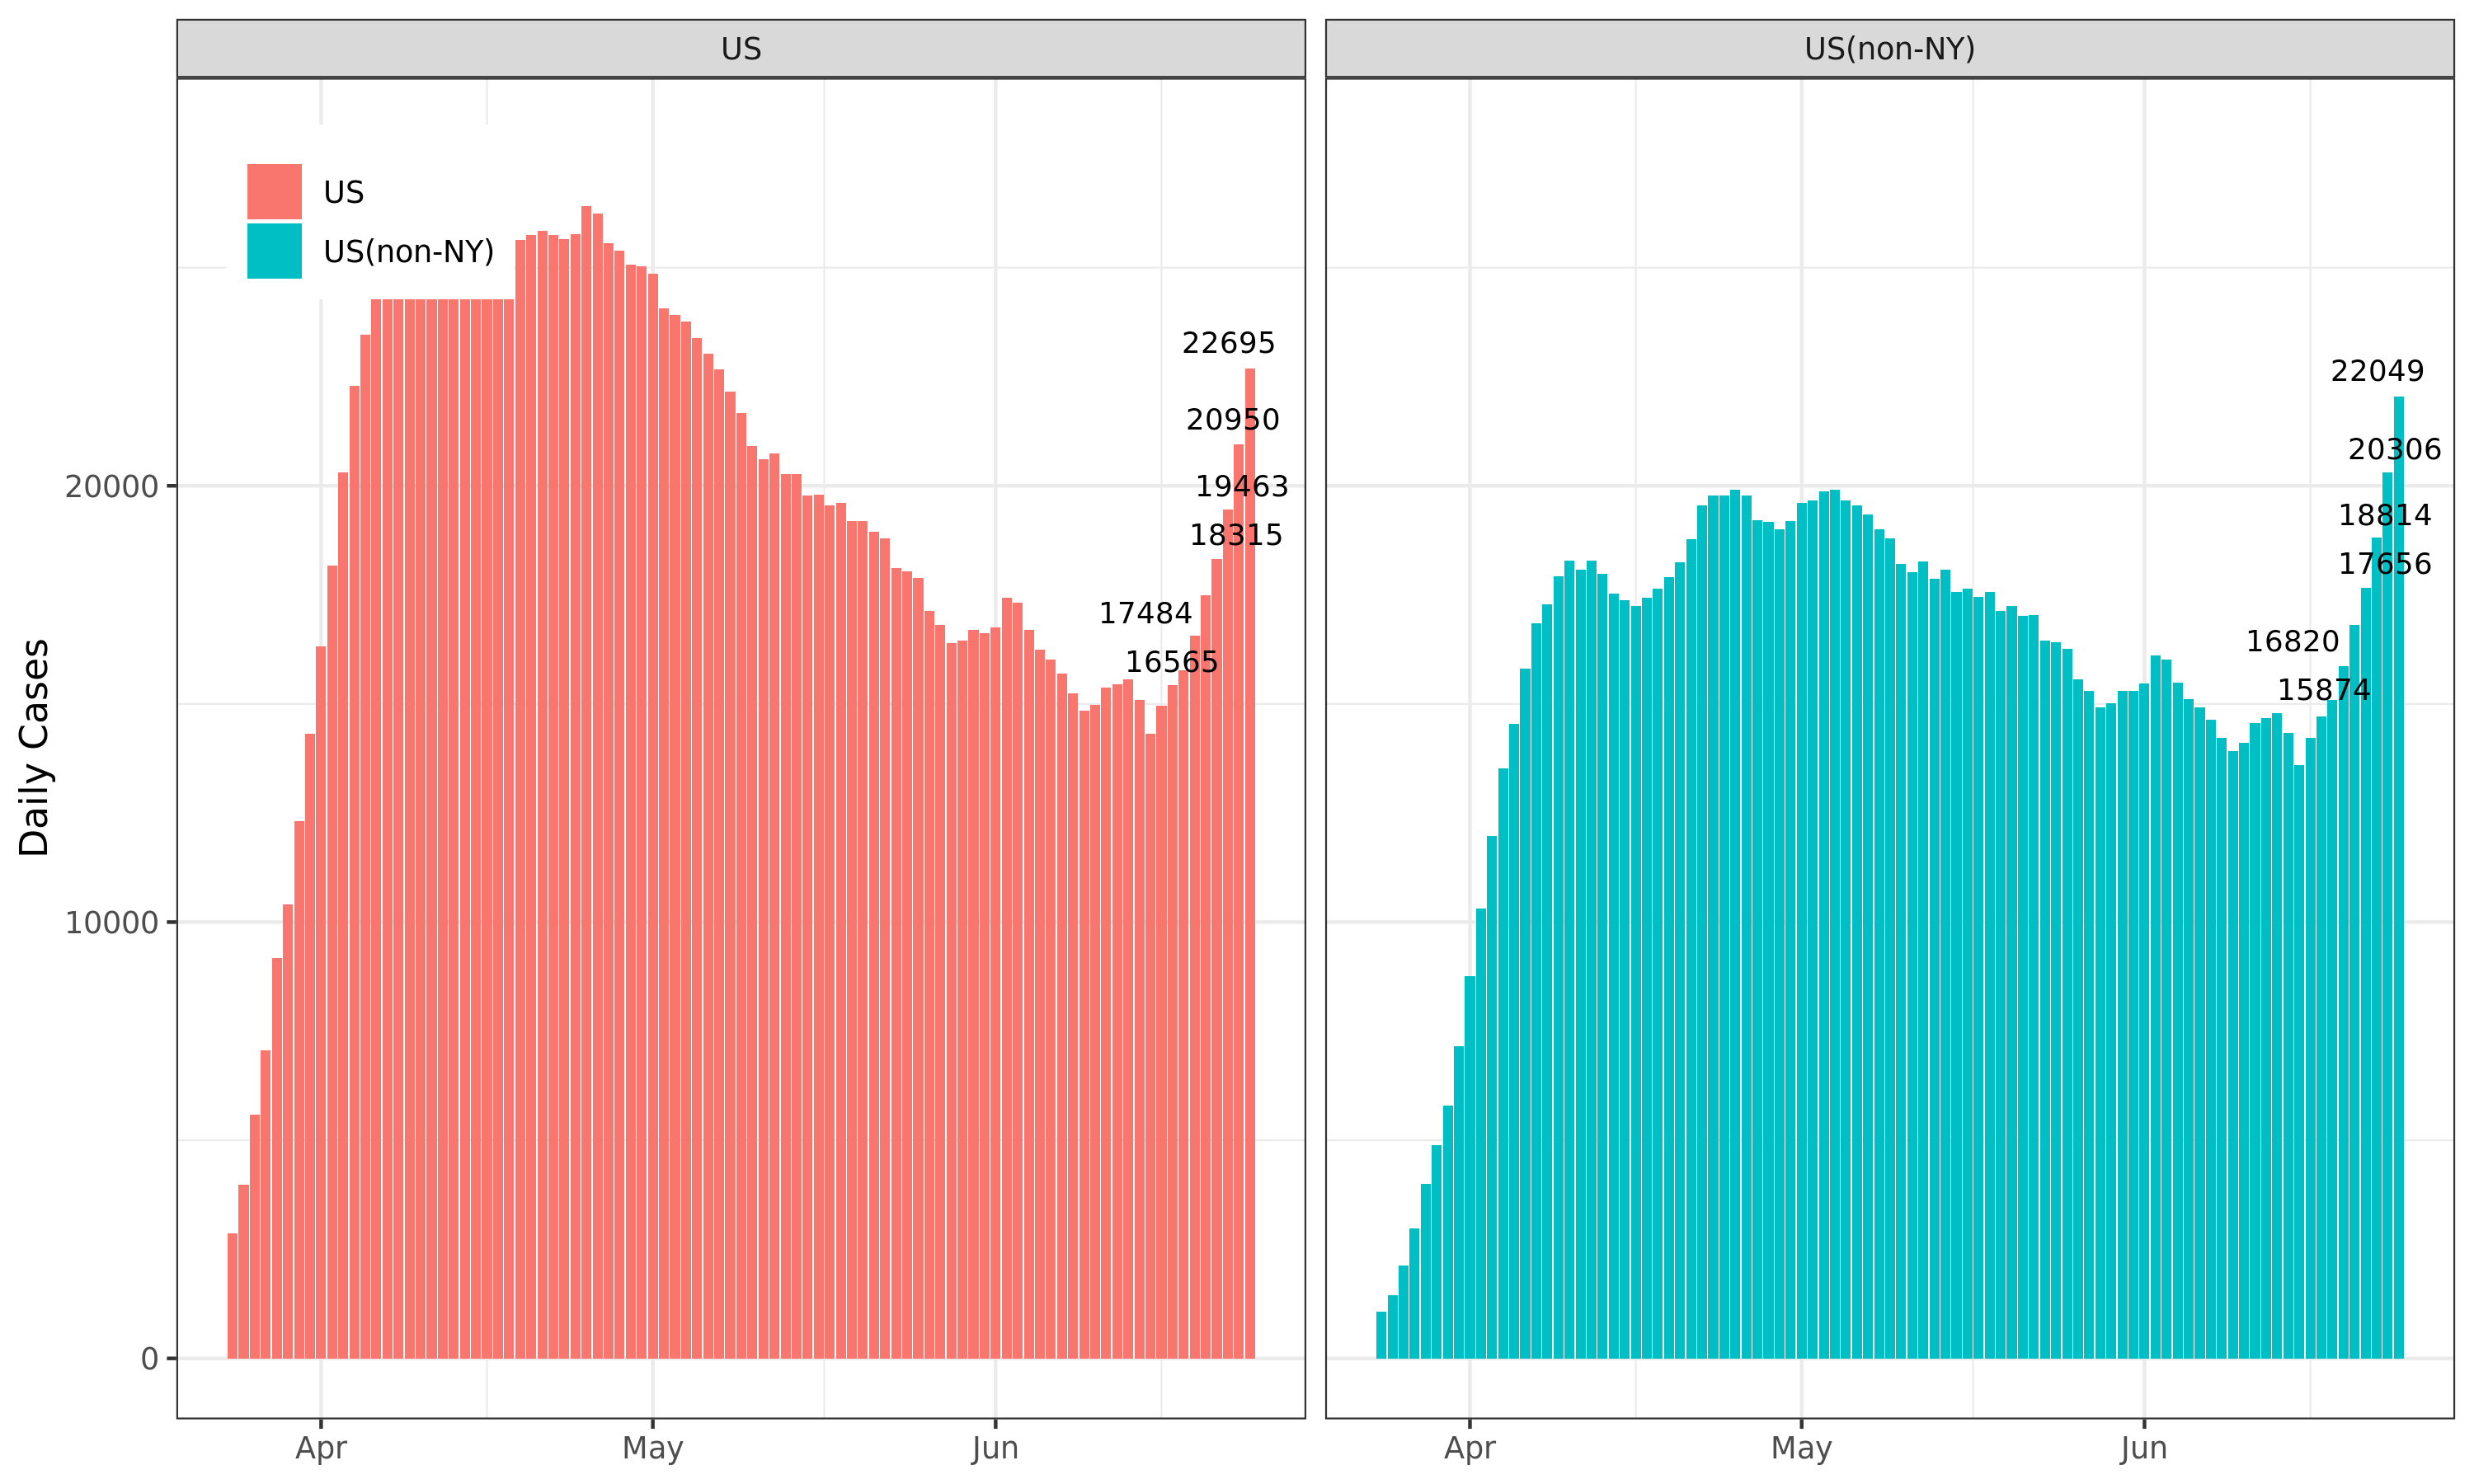 US
US(non-NY)
US
US(non-NY)
Daily Cases
20000
10000
0
22695
20950
19463
18315
17484
16565
22049
20306
18814
17656
16820
15874
Apr
May
Jun
Apr
May
Jun